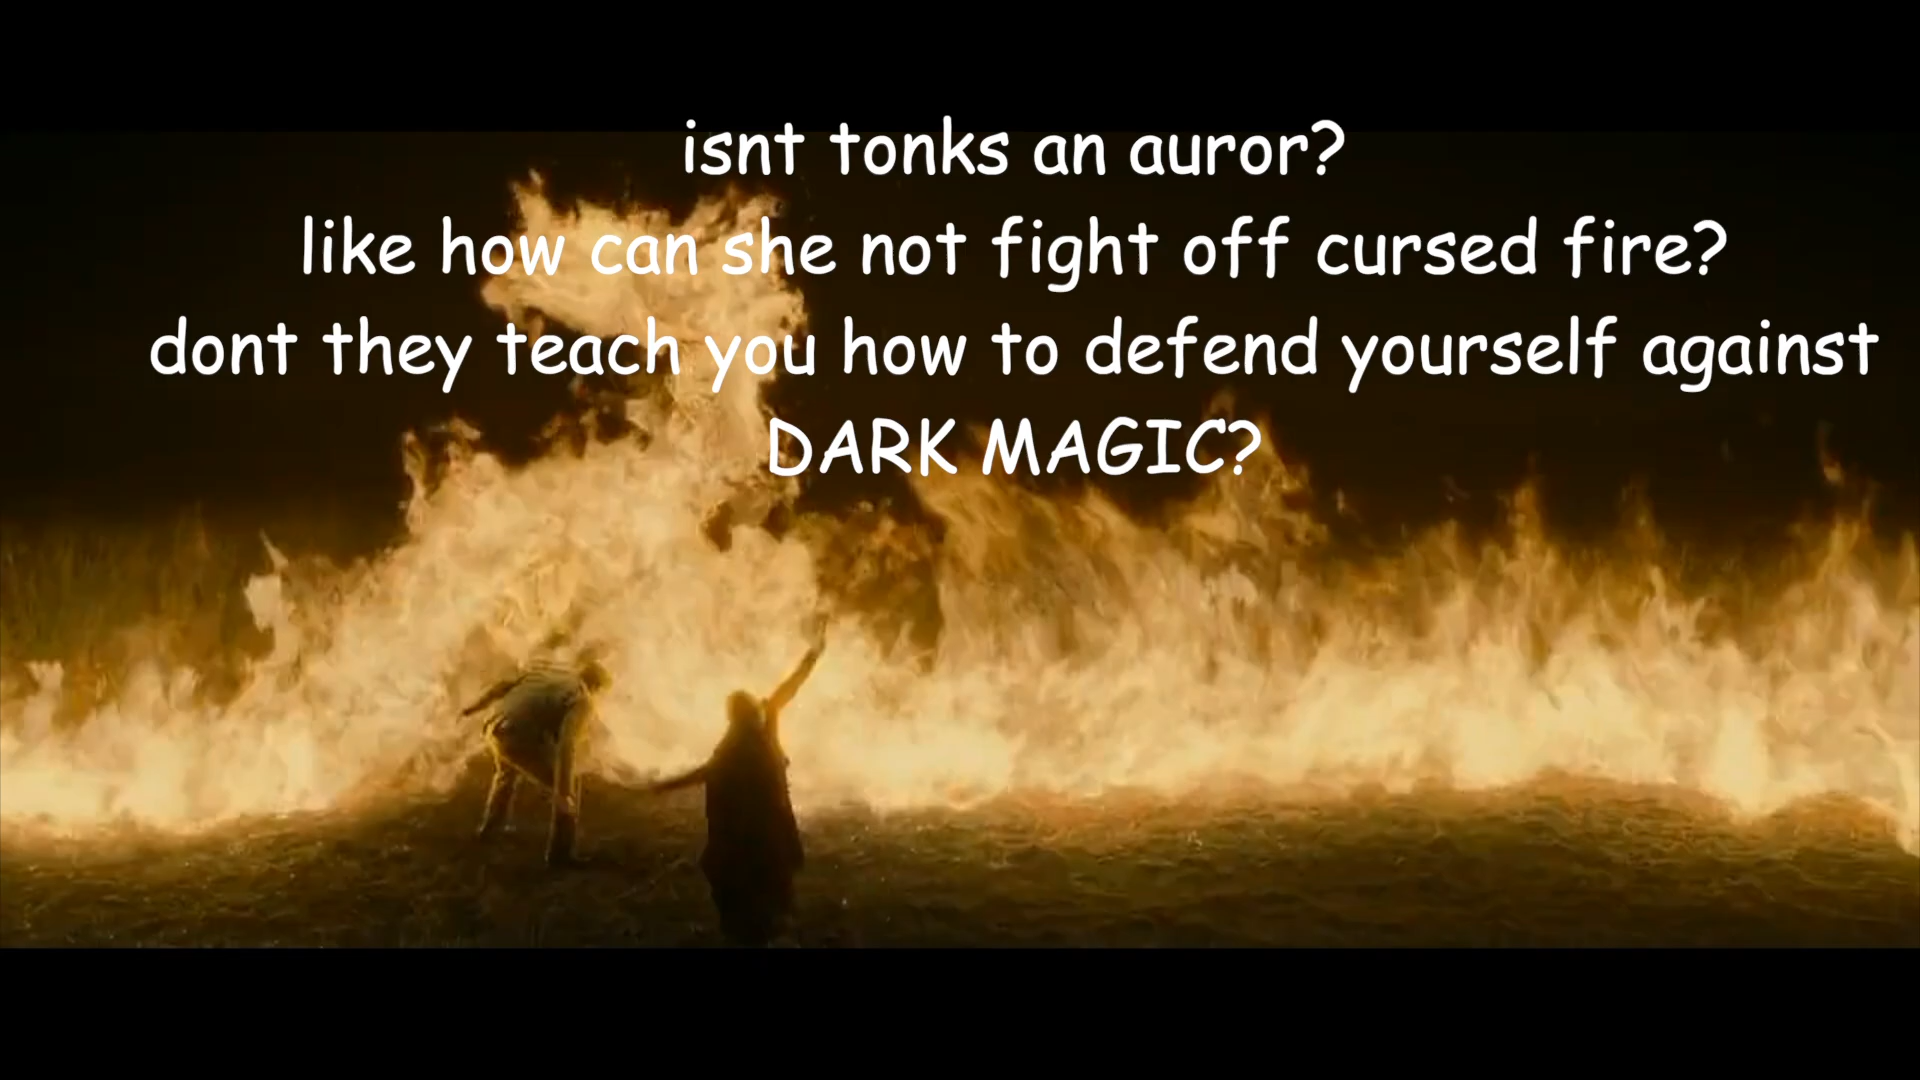 isnt tonks an auror?
like how can she not fight off cursed fire?
dont they teach you how to defend yourself against
DARK MAGIC?